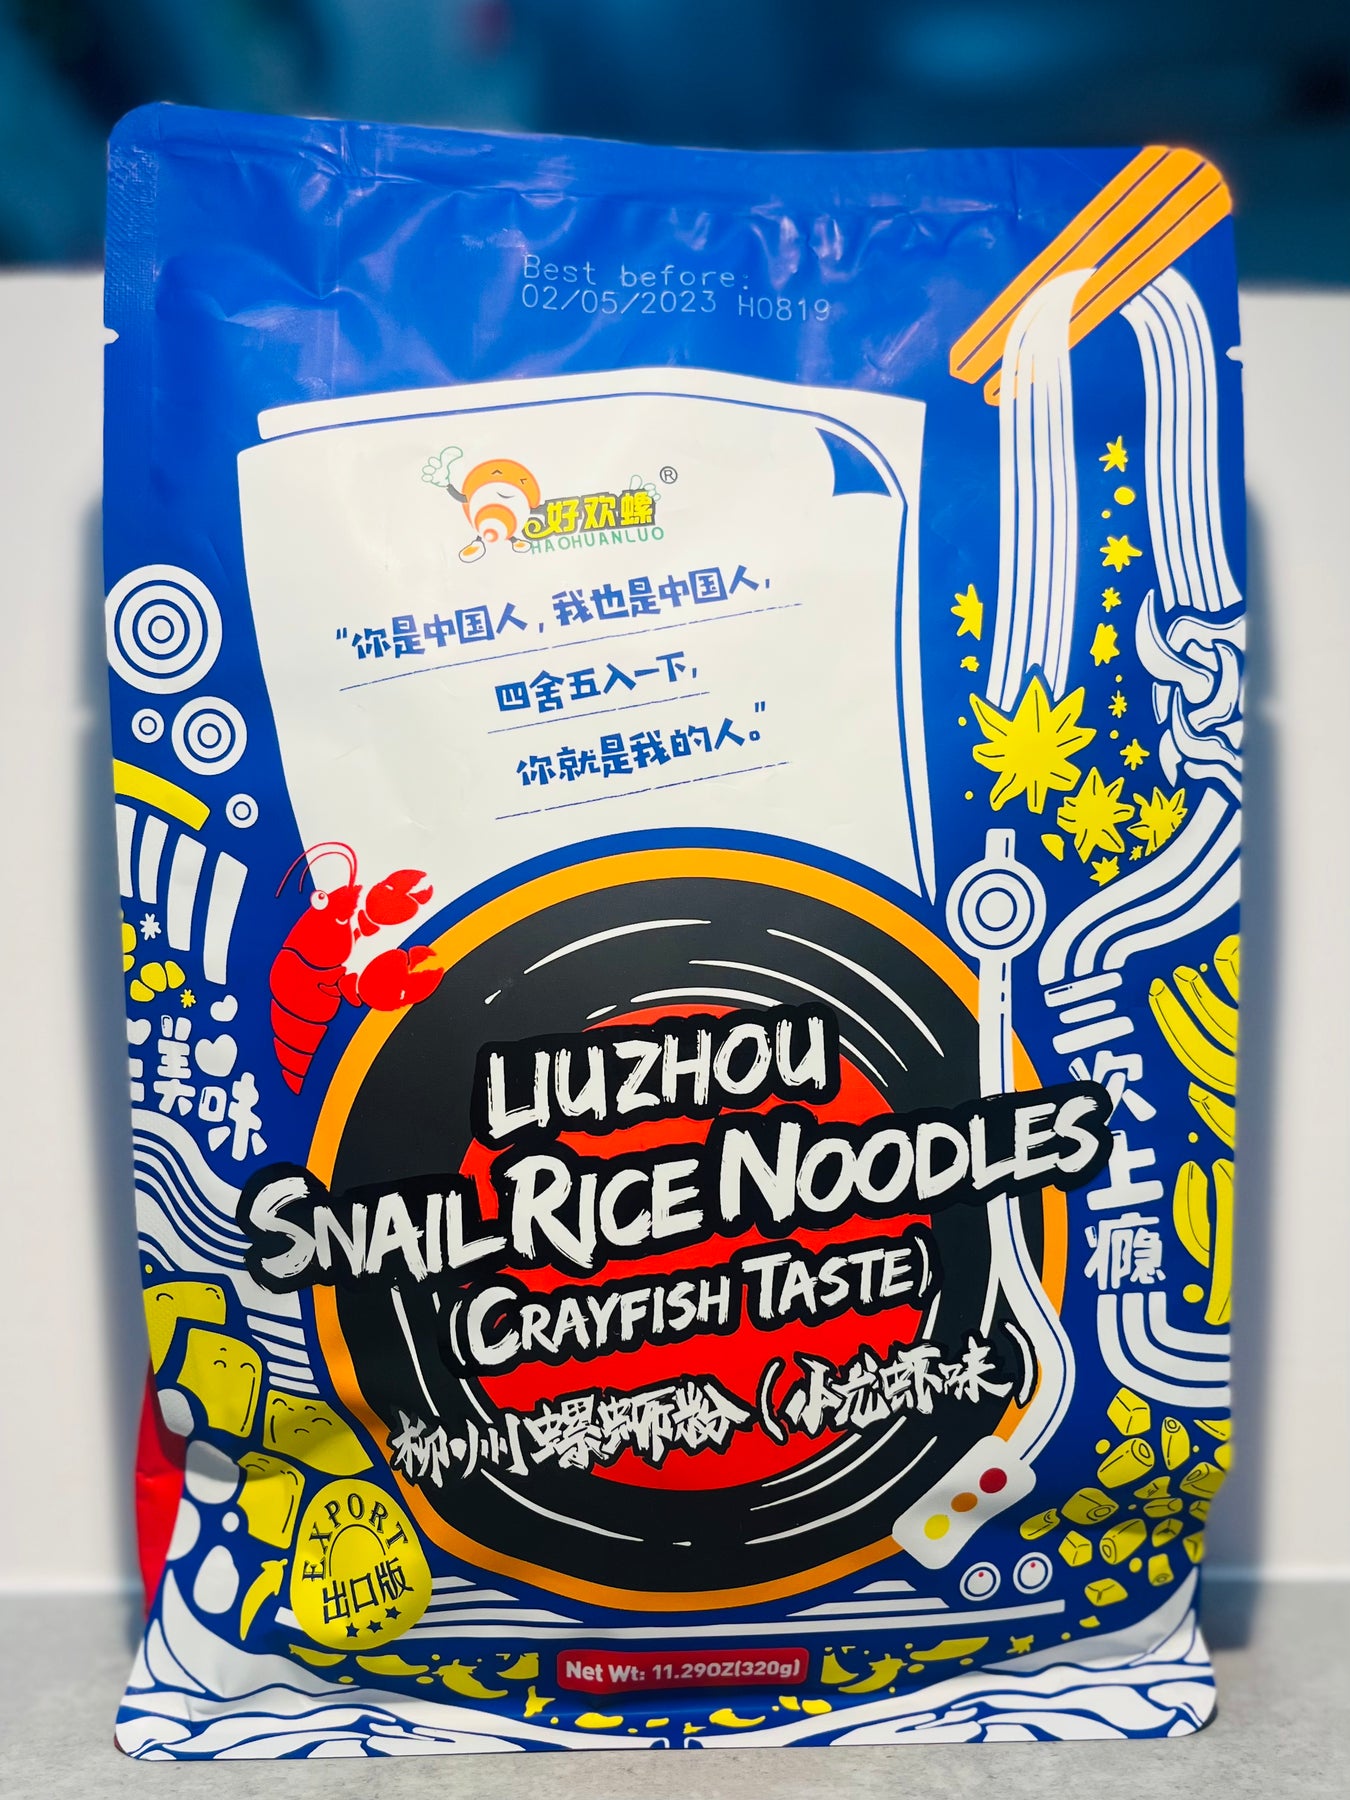 Best before:
02/05/2023 H0819
好欢螺®
HAOHUANLUO
“你是中国人，我也是中国人，
四舍五入一下，
你就是我的人。”
美味
三次上瘾
LIUZHOU
SNAIL RICE NOODLES
(CRAYFISH TASTE)
柳州螺蛳粉（小龙虾味）
EXPORT
出口版
Net Wt: 11.29OZ(320g)